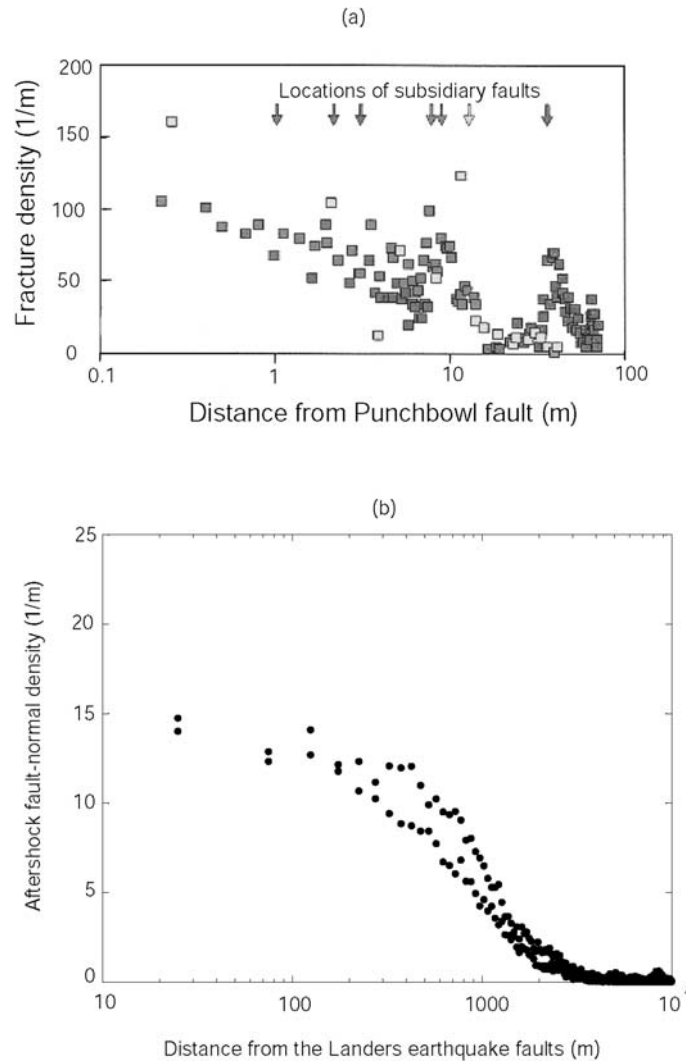 (a)
Fracture density (1/m)
200
150
100
50
0
Locations of subsidiary faults
0.1
1
10
100
Distance from Punchbowl fault (m)
(b)
Aftershock fault-normal density (1/m)
25
20
15
10
5
0
10
100
1000
10
Distance from the Landers earthquake faults (m)